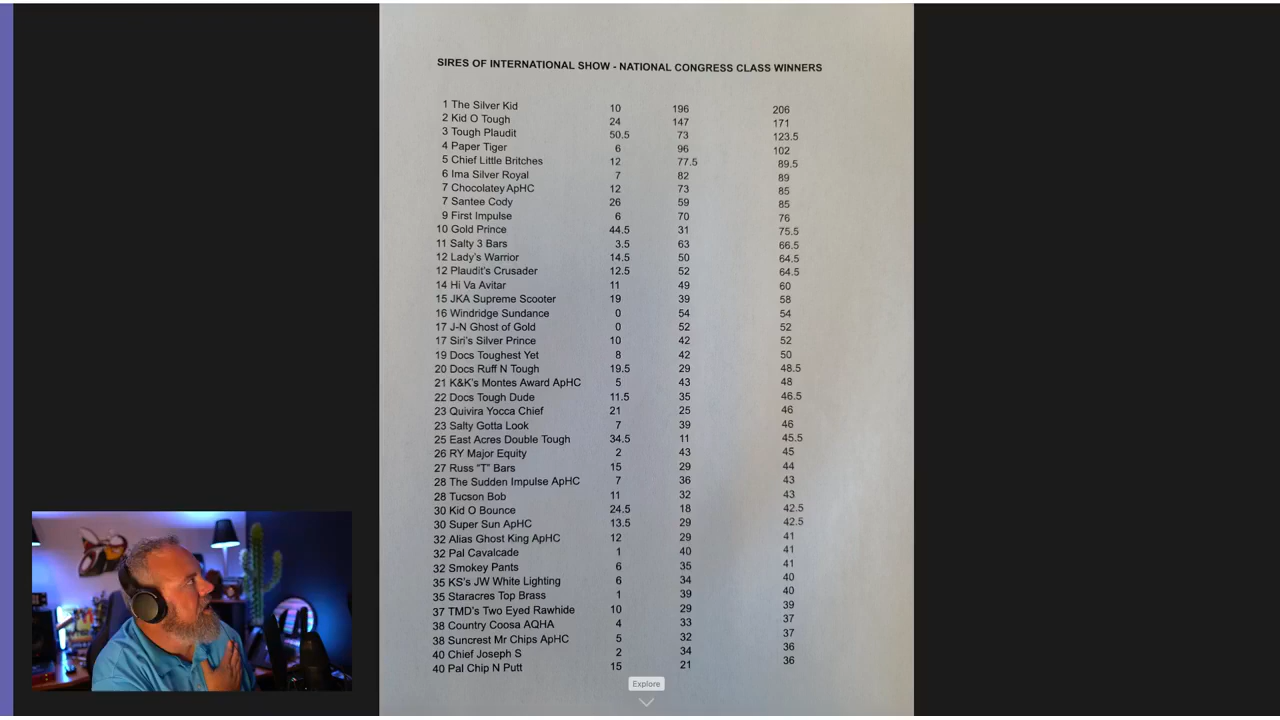 SIRES OF INTERNATIONAL SHOW - NATIONAL CONGRESS CLASS WINNERS
1 The Silver Kid 10 196 206
2 Kid O Tough 24 147 171
3 Tough Plaudit 50.5 73 123.5
4 Paper Tiger 6 96 102
5 Chief Little Britches 12 77.5 89.5
6 Ima Silver Royal 7 82 89
7 Chocolatey ApHC 12 73 85
7 Santee Cody 26 59 85
9 First Impulse 6 70 76
10 Gold Prince 44.5 31 75.5
11 Salty 3 Bars 3.5 63 66.5
12 Lady's Warrior 14.5 50 64.5
12 Plaudit's Crusader 12.5 52 64.5
14 Hi Va Avitar 11 49 60
15 JKA Supreme Scooter 19 39 58
16 Windridge Sundance 0 54 54
17 J-N Ghost of Gold 0 52 52
17 Siri's Silver Prince 10 42 52
19 Docs Toughest Yet 8 42 50
20 Docs Ruff N Tough 19.5 29 48.5
21 K&K's Montes Award ApHC 5 43 48
22 Docs Tough Dude 11.5 35 46.5
23 Quivira Yocca Chief 21 25 46
23 Salty Gotta Look 7 39 46
25 East Acres Double Tough 34.5 11 45.5
26 RY Major Equity 2 43 45
27 Russ "T" Bars 15 29 44
28 The Sudden Impulse ApHC 7 36 43
28 Tucson Bob 11 32 43
30 Kid O Bounce 24.5 18 42.5
30 Super Sun ApHC 13.5 29 42.5
32 Alias Ghost King ApHC 12 29 41
32 Pal Cavalcade 1 40 41
32 Smokey Pants 6 35 41
35 KS's JW White Lighting 6 34 40
35 Staracres Top Brass 1 39 40
37 TMD's Two Eyed Rawhide 10 29 39
38 Country Coosa AQHA 4 33 37
38 Suncrest Mr Chips ApHC 5 32 37
40 Chief Joseph S 2 34 36
40 Pal Chip N Putt 15 21 36
Explore